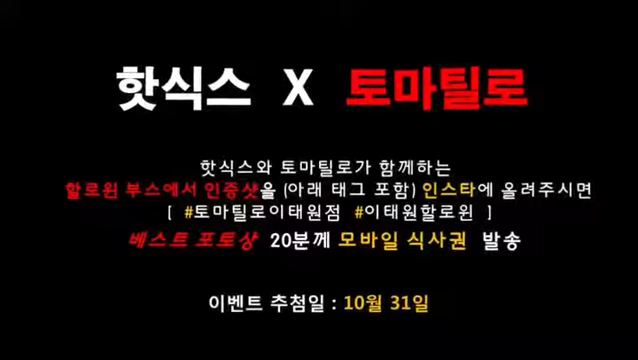 핫식스 X 토마틸로
핫식스와 토마틸로가 함께하는
할로윈 부스에서 인증샷을 (아래 태그 포함) 인스타에 올려주시면
[ #토마틸로이태원점 #이태원할로윈 ]
베스트 포토상 20분께 모바일 식사권 발송
이벤트 추첨일 : 10월 31일